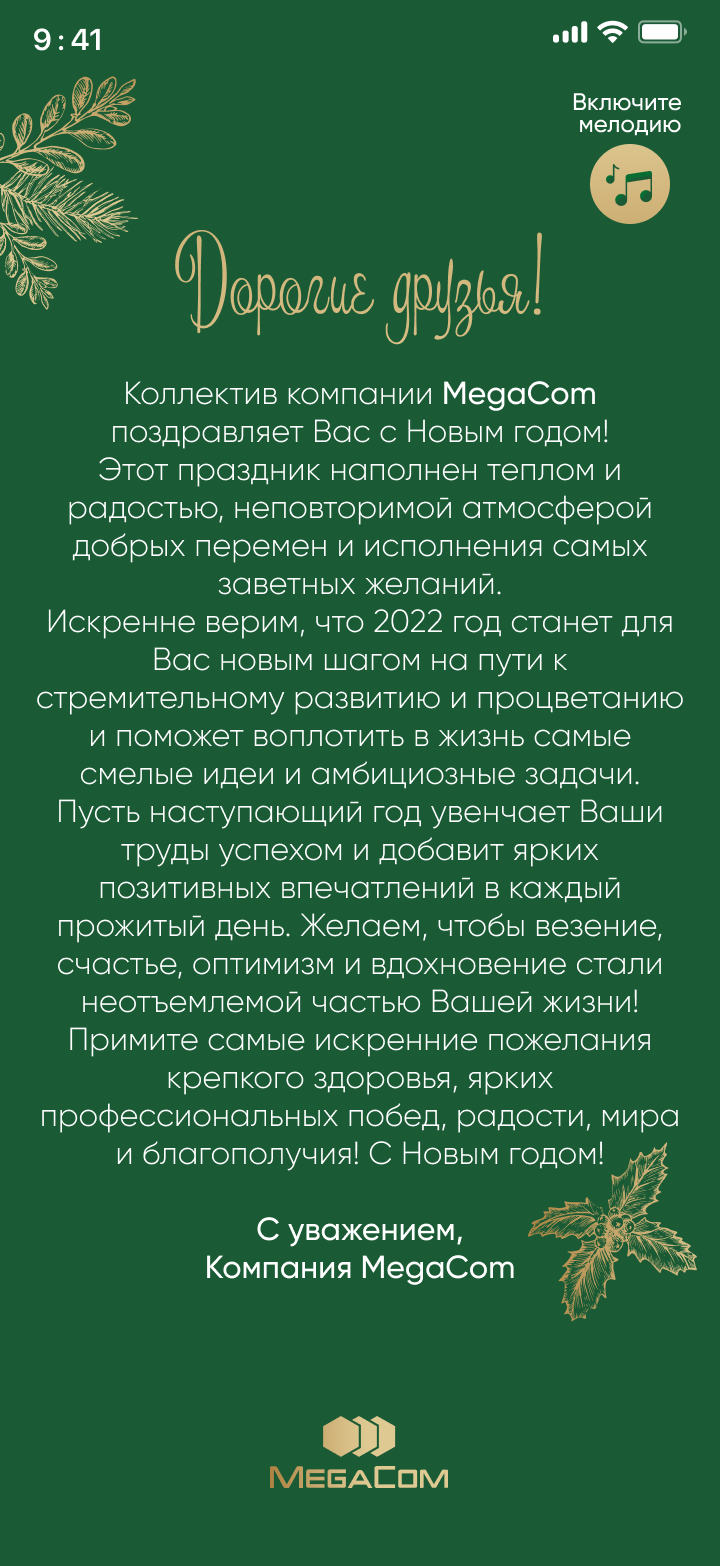 9:41
Включите
мелодию
Дорогие друзья!
Коллектив компании MegaCom
поздравляет Вас с Новым годом!
Этот праздник наполнен теплом и
радостью, неповторимой атмосферой
добрых перемен и исполнения самых
заветных желаний.
Искренне верим, что 2022 год станет для
Вас новым шагом на пути к
стремительному развитию и процветанию
и поможет воплотить в жизнь самые
смелые идеи и амбициозные задачи.
Пусть наступающий год увенчает Ваши
труды успехом и добавит ярких
позитивных впечатлений в каждый
прожитый день. Желаем, чтобы везение,
счастье, оптимизм и вдохновение стали
неотъемлемой частью Вашей жизни!
Примите самые искренние пожелания
крепкого здоровья, ярких
профессиональных побед, радости, мира
и благополучия! С Новым годом!
С уважением,
Компания MegaCom
MEGACOM